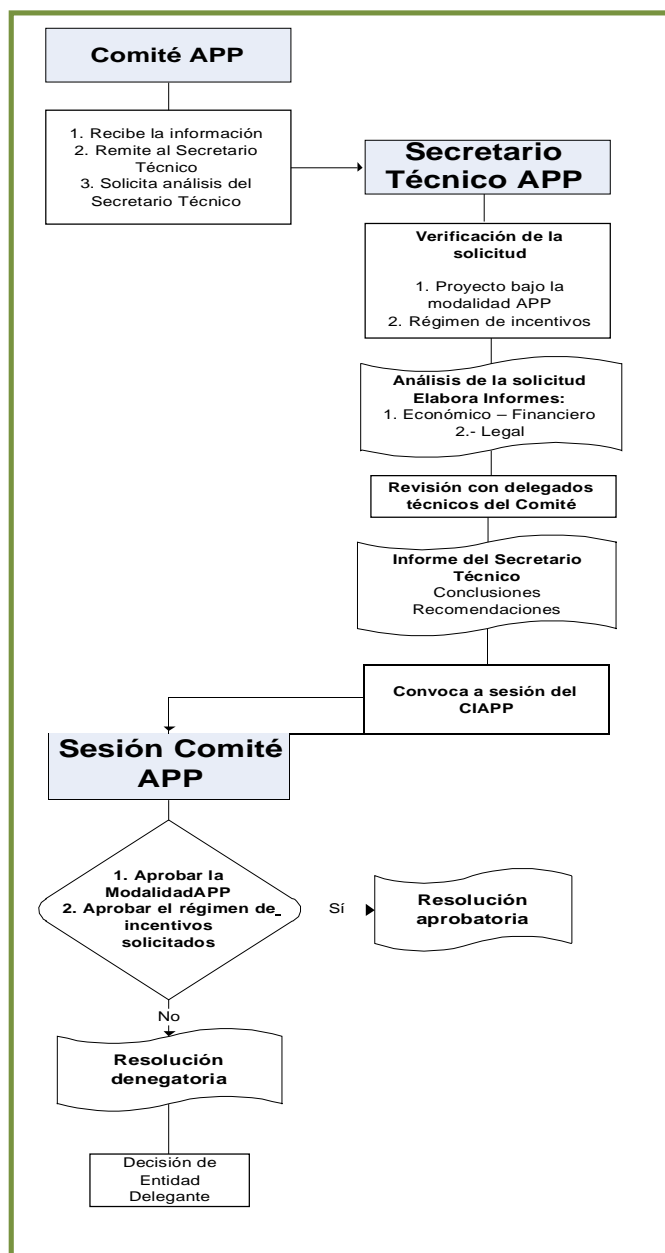 Comité APP
1. Recibe la información
2. Remite al Secretario
Técnico
3. Solicita análisis del
Secretario Técnico
Secretario
Técnico APP
Verificación de la
solicitud
1. Proyecto bajo la
modalidad APP
2. Régimen de incentivos
Análisis de la solicitud
Elabora Informes:
1. Económico – Financiero
2.- Legal
Revisión con delegados
técnicos del Comité
Informe del Secretario
Técnico
Conclusiones
Recomendaciones
Convoca a sesión del
CIAPP
Sesión Comité
APP
1. Aprobar la
ModalidadAPP
2. Aprobar el régimen de
incentivos
solicitados
Sí
Resolución
aprobatoria
No
Resolución
denegatoria
Decisión de
Entidad
Delegante